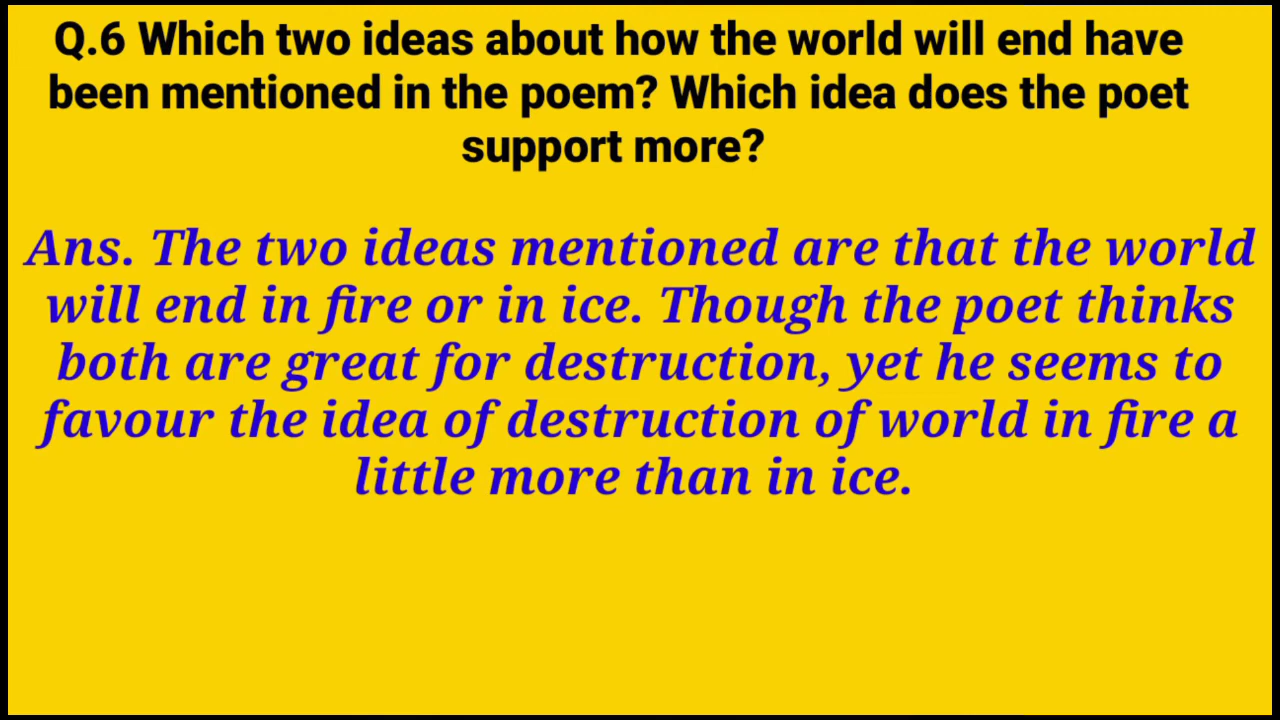 Q.6 Which two ideas about how the world will end have
been mentioned in the poem? Which idea does the poet
support more?
Ans. The two ideas mentioned are that the world
will end in fire or in ice. Though the poet thinks
both are great for destruction, yet he seems to
favour the idea of destruction of world in fire a
little more than in ice.